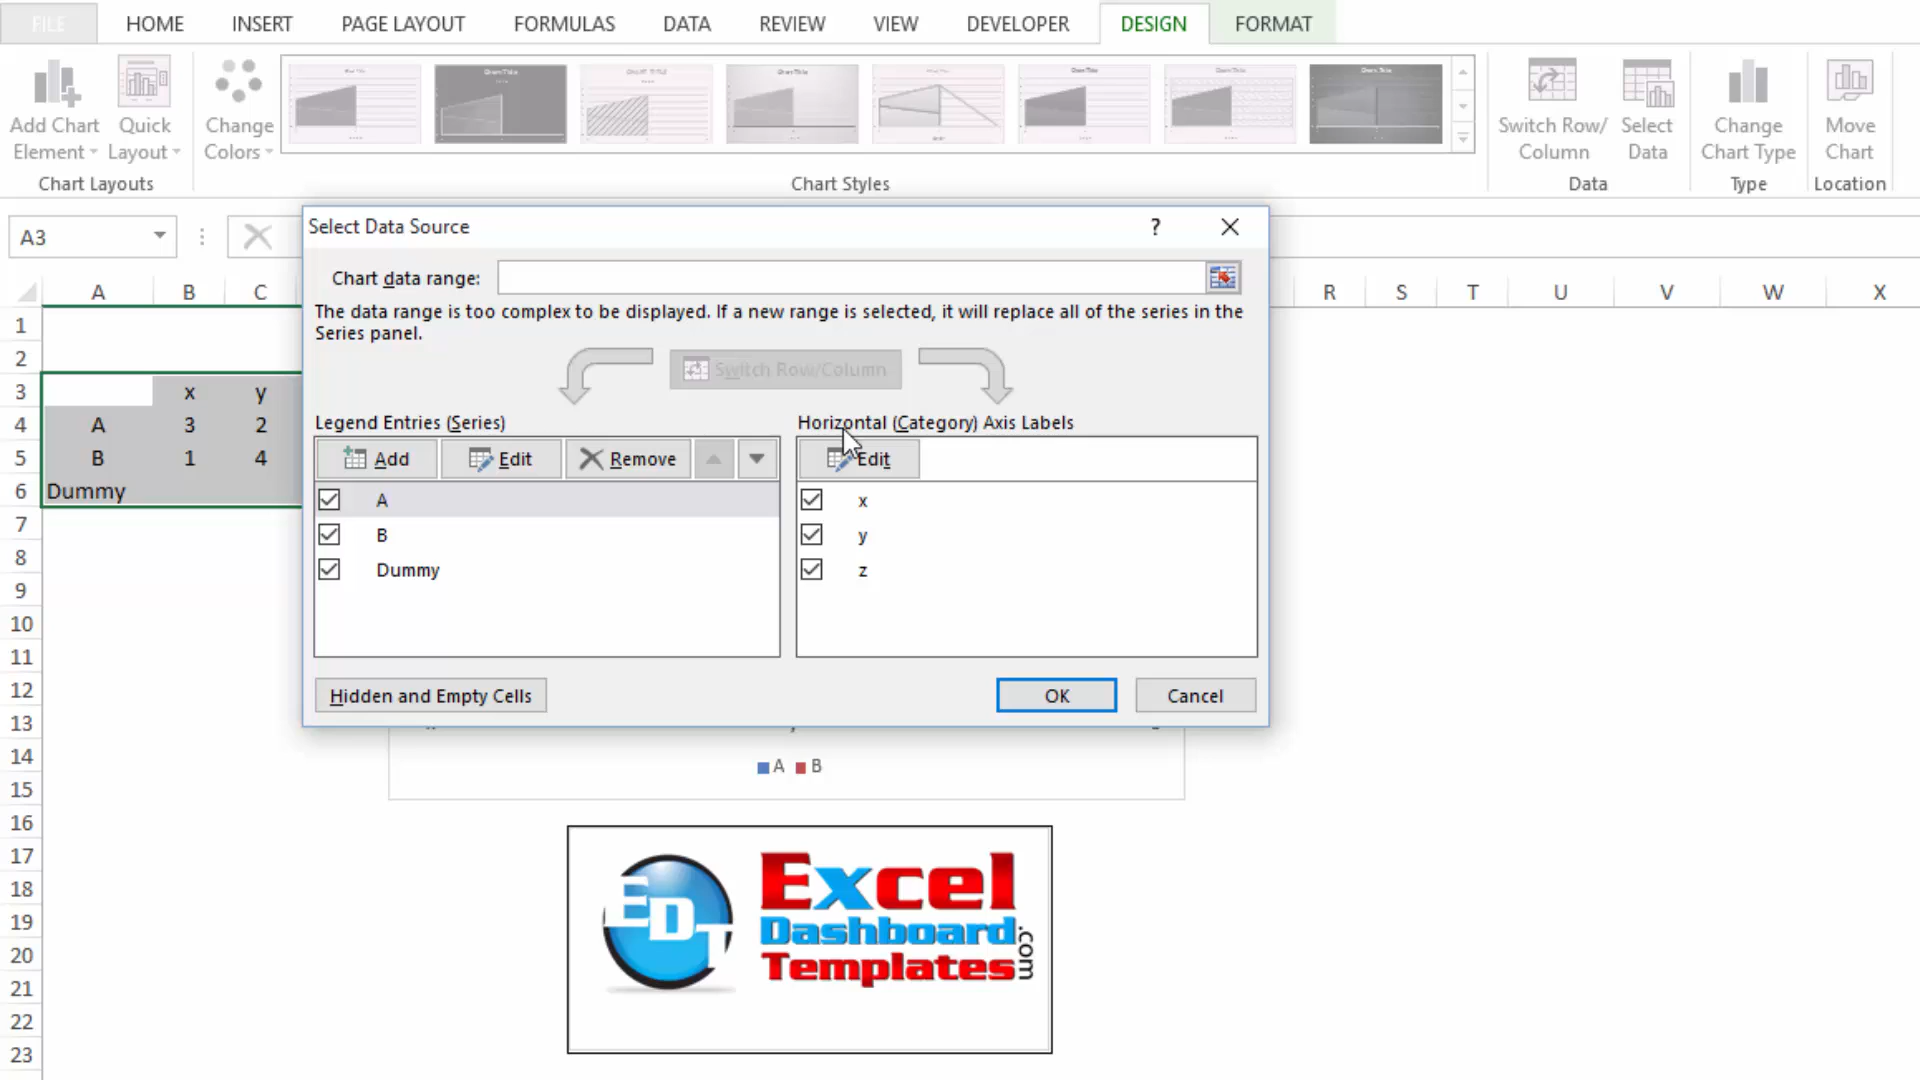 FILE HOME INSERT PAGE LAYOUT FORMULAS DATA REVIEW VIEW DEVELOPER DESIGN FORMAT
Add Chart Element
Quick Layout
Chart Layouts
Change Colors
Chart Styles
Switch Row/ Column
Select Data
Data
Change Chart Type
Type
Move Chart
Location
A3
Select Data Source ?
Chart data range:
The data range is too complex to be displayed. If a new range is selected, it will replace all of the series in the
Series panel.
Switch Row/Column
Legend Entries (Series)
Add Edit Remove
A
B
Dummy
Horizontal (Category) Axis Labels
Edit
x
y
z
Hidden and Empty Cells
OK Cancel
A B C R S T U V W X
1
2
3 x y
4 A 3 2
5 B 1 4
6 Dummy
7
8
9
10
11
12
13
14
15
16
17
18
19
20
21
22
23
A B
EDT
Excel
Dashboard
Templates
.com